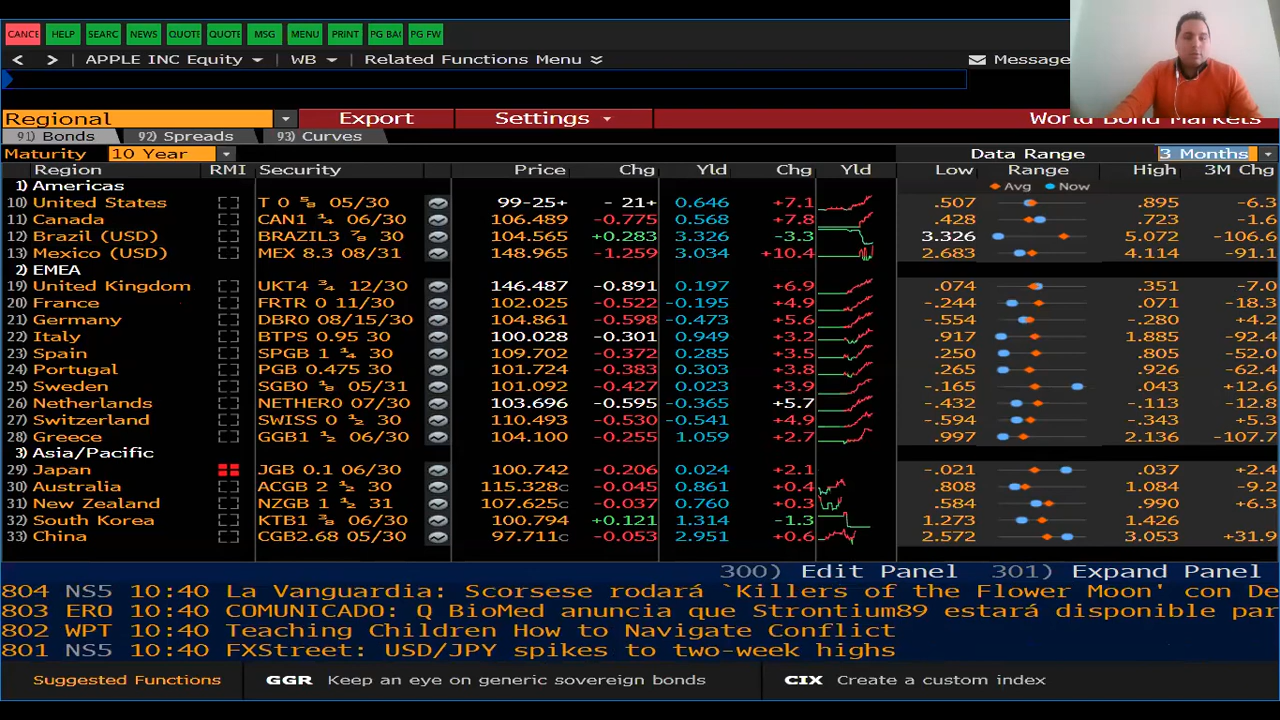 CANCE HELP SEARC NEWS QUOTE QUOTE MSG MENU PRINT PG BAC PG FW
< > APPLE INC Equity WB Related Functions Menu Message
Regional Export Settings World Bond Markets
91) Bonds 92) Spreads 93) Curves
Maturity 10 Year Data Range 3 Months
Region RMI Security Price Chg Yld Chg Yld Low Range High 3M Chg
1) Americas Avg Now
10) United States T 0 ⅝ 05/30 99-25+ - 21+ 0.646 +7.1 .507 .895 -6.3
11) Canada CAN1 ¼ 06/30 106.489 -0.775 0.568 +7.8 .428 .723 -1.6
12) Brazil (USD) BRAZIL3 ⅞ 30 104.565 +0.283 3.326 -3.3 3.326 5.072 -106.6
13) Mexico (USD) MEX 8.3 08/31 148.965 -1.259 3.034 +10.4 2.683 4.114 -91.1
2) EMEA
19) United Kingdom UKT4 ¾ 12/30 146.487 -0.891 0.197 +6.9 .074 .351 -7.0
20) France FRTR 0 11/30 102.025 -0.522 -0.195 +4.9 -.244 .071 -18.3
21) Germany DBR0 08/15/30 104.861 -0.598 -0.473 +5.6 -.554 -.280 +4.2
22) Italy BTPS 0.95 30 100.028 -0.301 0.949 +3.2 .917 1.885 -92.4
23) Spain SPGB 1 ¼ 30 109.702 -0.372 0.285 +3.5 .250 .805 -52.0
24) Portugal PGB 0.475 30 101.724 -0.383 0.303 +3.8 .265 .926 -62.4
25) Sweden SGB0 ⅛ 05/31 101.092 -0.427 0.023 +3.9 -.165 .043 +12.6
26) Netherlands NETHER0 07/30 103.696 -0.595 -0.365 +5.7 -.432 -.113 -12.8
27) Switzerland SWISS 0 ½ 30 110.493 -0.530 -0.541 +4.9 -.594 -.343 +5.3
28) Greece GGB1 ½ 06/30 104.100 -0.255 1.059 +2.7 .997 2.136 -107.7
3) Asia/Pacific
29) Japan JGB 0.1 06/30 100.742 -0.206 0.024 +2.1 -.021 .037 +2.4
30) Australia ACGB 2 ½ 30 115.328c -0.045 0.861 +0.4 .808 1.084 -9.2
31) New Zealand NZGB 1 ½ 31 107.625c -0.037 0.760 +0.3 .584 .990 +6.3
32) South Korea KTB1 ⅜ 06/30 100.794 +0.121 1.314 -1.3 1.273 1.426
33) China CGB2.68 05/30 97.711c -0.053 2.951 +0.6 2.572 3.053 +31.9
300) Edit Panel 301) Expand Panel
804 NS5 10:40 La Vanguardia: Scorsese rodará `Killers of the Flower Moon' con De
803 ERO 10:40 COMUNICADO: Q BioMed anuncia que Strontium89 estará disponible par
802 WPT 10:40 Teaching Children How to Navigate Conflict
801 NS5 10:40 FXStreet: USD/JPY spikes to two-week highs
Suggested Functions GGR Keep an eye on generic sovereign bonds CIX Create a custom index